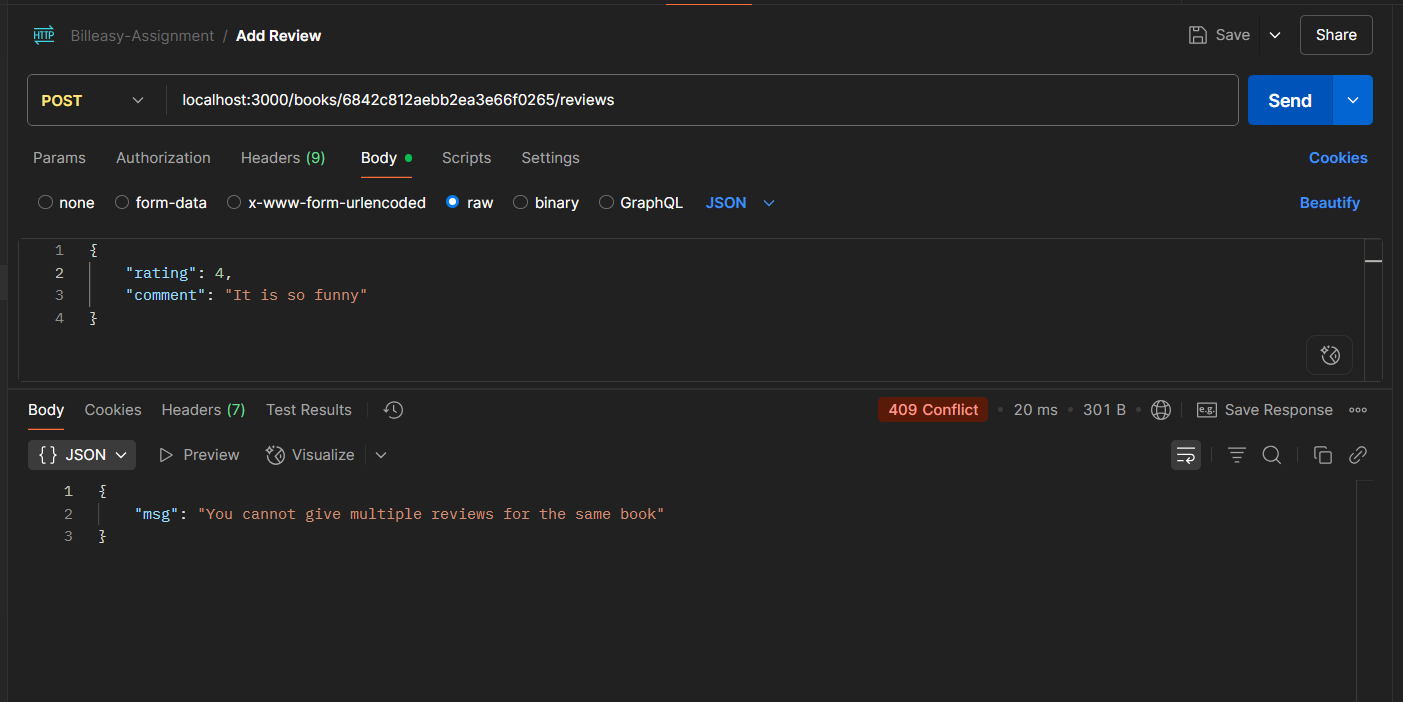 HTTP Billeasy-Assignment / Add Review Save Share
POST localhost:3000/books/6842c812aebb2ea3e66f0265/reviews Send
Params Authorization Headers (9) Body Scripts Settings Cookies
none form-data x-www-form-urlencoded raw binary GraphQL JSON Beautify
1 {
2 "rating": 4,
3 "comment": "It is so funny"
4 }
Body Cookies Headers (7) Test Results 409 Conflict • 20 ms • 301 B • e.g. Save Response
{} JSON Preview Visualize
1 {
2 "msg": "You cannot give multiple reviews for the same book"
3 }